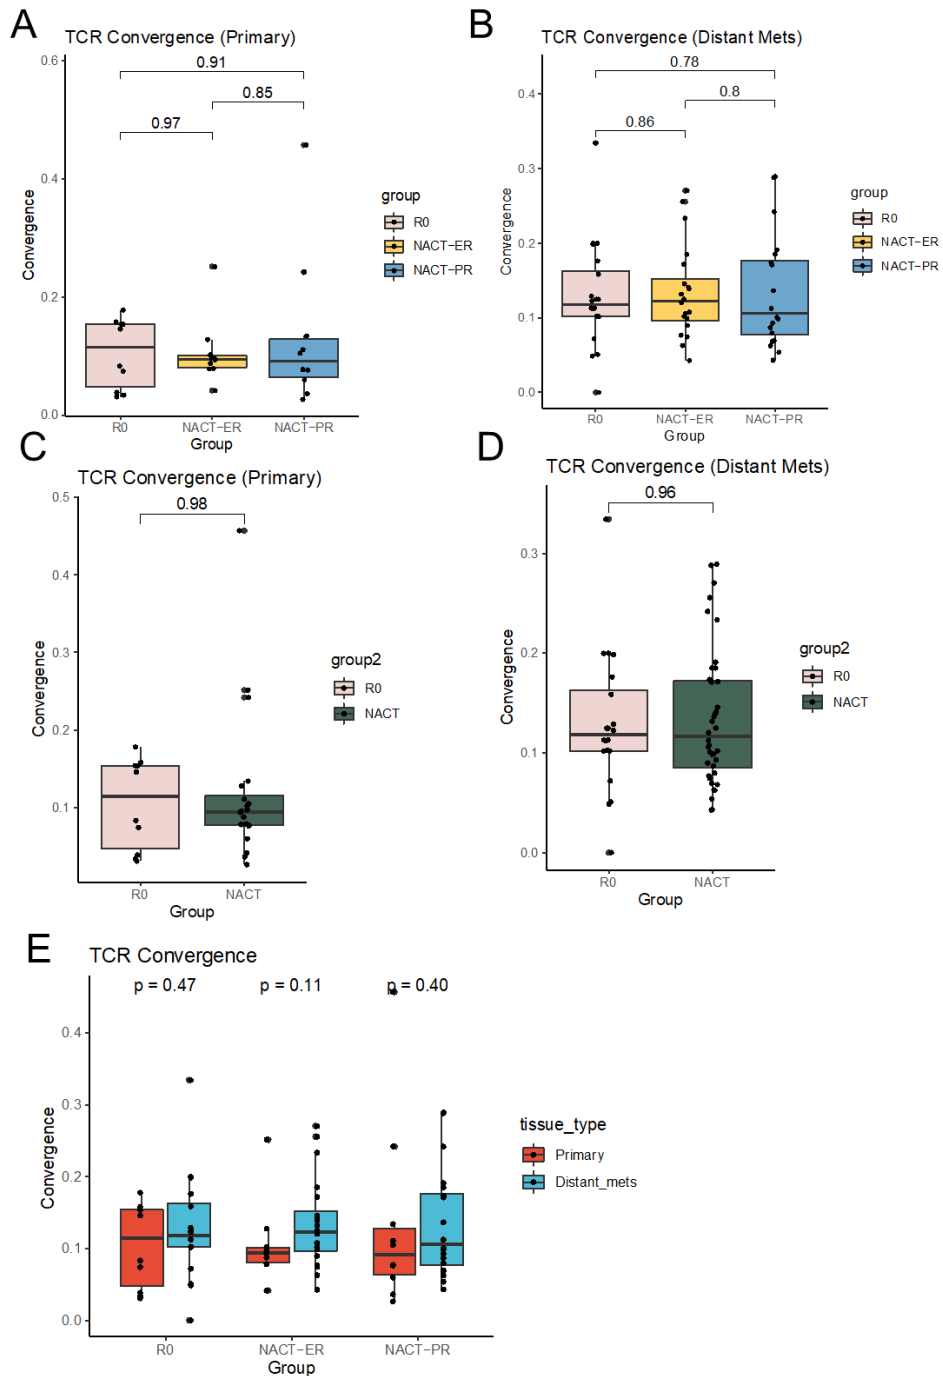 A
TCR Convergence (Primary)
0.6
0.4
0.2
0.0
Convergence
0.91
0.85
0.97
R0
NACT-ER
NACT-PR
Group
group
R0
NACT-ER
NACT-PR
B
TCR Convergence (Distant Mets)
0.4
0.3
0.2
0.1
0.0
Convergence
0.78
0.8
0.86
R0
NACT-ER
NACT-PR
Group
group
R0
NACT-ER
NACT-PR
C
TCR Convergence (Primary)
0.5
0.4
0.3
0.2
0.1
Convergence
0.98
R0
NACT
Group
group2
R0
NACT
D
TCR Convergence (Distant Mets)
0.3
0.2
0.1
0.0
Convergence
0.96
R0
NACT
Group
group2
R0
NACT
E
TCR Convergence
p = 0.47
p = 0.11
p = 0.40
0.4
0.3
0.2
0.1
0.0
Convergence
R0
NACT-ER
NACT-PR
Group
tissue_type
Primary
Distant_mets